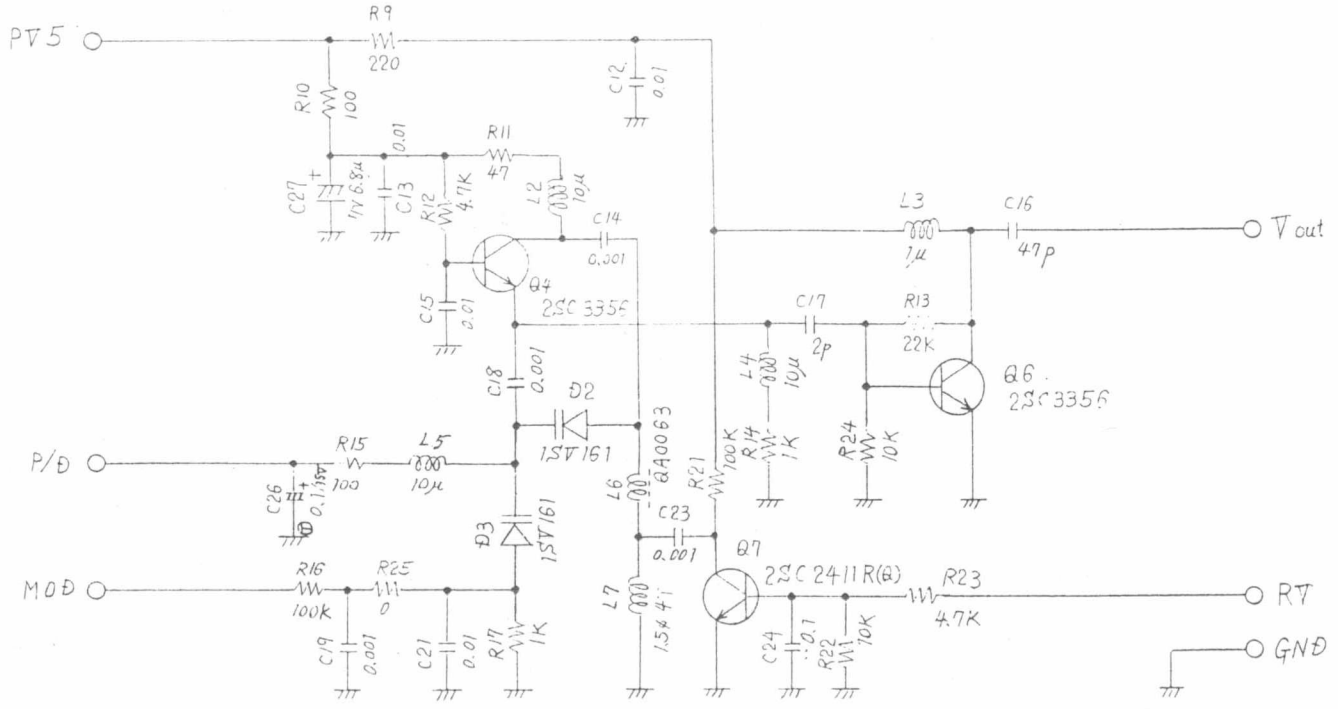 R9
PV5
220
C12
0.01
R10
100
0.01
R11
47
C27
+
6.8μ
C13
R12
4.7K
L2
10μ
C14
0.001
L3
1μ
C16
47p
Vout
Q4
2SC3356
C15
0.01
C17
2p
R13
22K
C18
0.001
D2
1SV161
L4
10μ
R14
1K
R24
10K
Q6
2SC3356
QA0063
R21
100K
P/D
R15
100
L5
10μ
L6
C26
+
D3
1SV161
C23
0.001
Q7
2SC2411R(Q)
R23
4.7K
MOD
R16
100K
R25
0
L7
RV
C19
0.001
C21
0.01
R17
1K
C24
0.1
R22
10K
GND